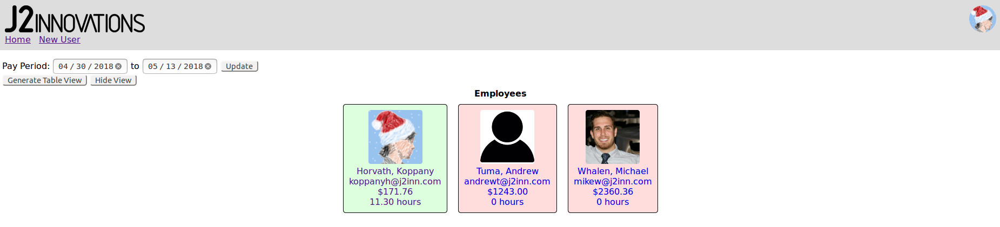 J2INNOVATIONS
Home New User
Pay Period: 04 / 30 / 2018 to 05 / 13 / 2018 Update
Generate Table View Hide View
Employees
Horvath, Koppany
koppanyh@j2inn.com
$171.76
11.30 hours
Tuma, Andrew
andrewt@j2inn.com
$1243.00
0 hours
Whalen, Michael
mikew@j2inn.com
$2360.36
0 hours